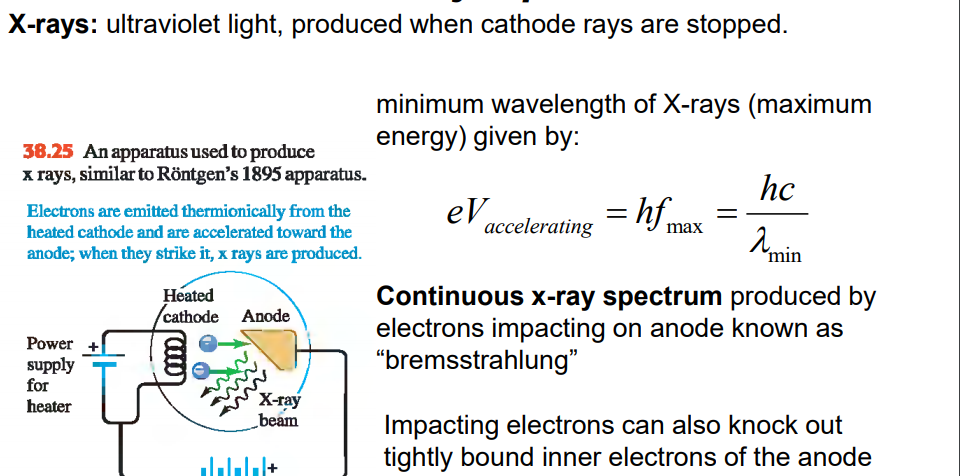 X-rays: ultraviolet light, produced when cathode rays are stopped.
minimum wavelength of X-rays (maximum
energy) given by:
38.25 An apparatus used to produce
x rays, similar to Röntgen's 1895 apparatus.
Electrons are emitted thermionically from the
heated cathode and are accelerated toward the
anode; when they strike it, x rays are produced.
eV_accelerating = hf_max = hc/λ_min
Heated
cathode
Anode
Power +
supply
for
heater
X-ray
beam
+
Continuous x-ray spectrum produced by
electrons impacting on anode known as
“bremsstrahlung”
Impacting electrons can also knock out
tightly bound inner electrons of the anode